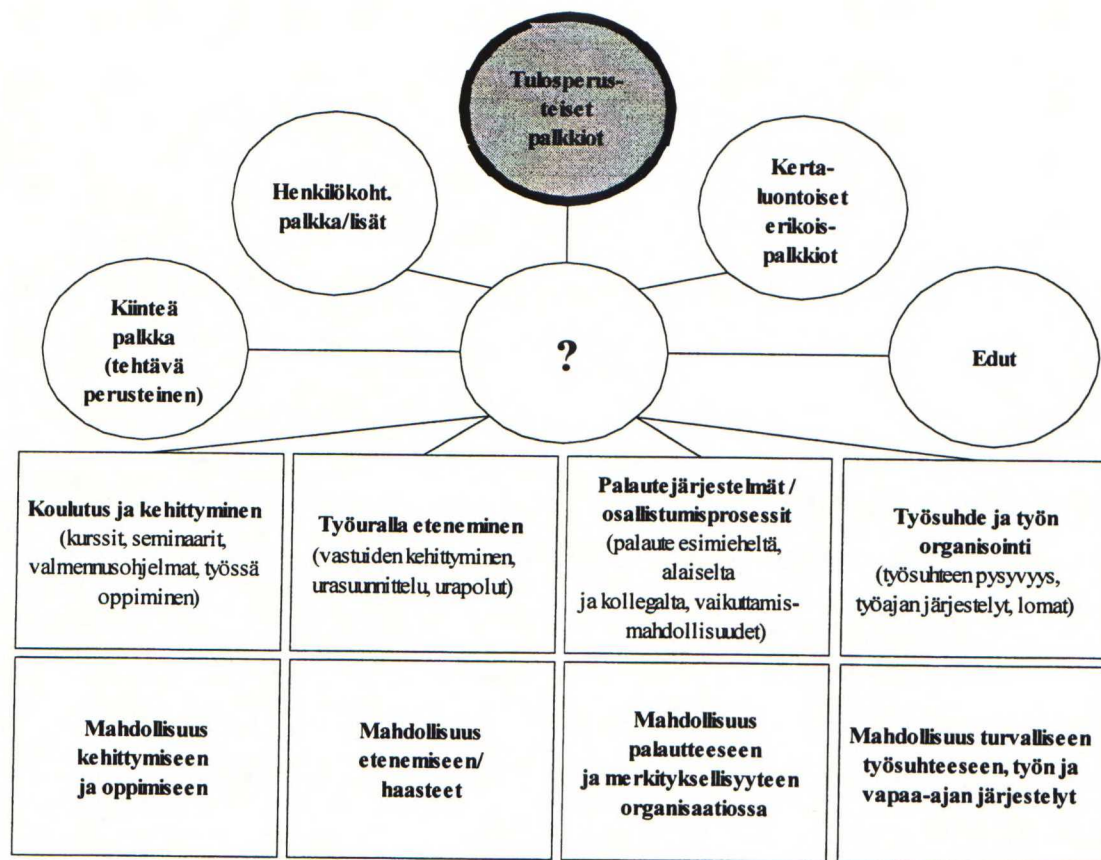 Tulosperus-
teiset
palkkiot
Henkilökoht.
palkka/lisät
Kerta-
luontoiset
erikois-
palkkiot
Kiinteä
palkka
(tehtävä
perusteinen)
?
Edut
Koulutus ja kehittyminen
(kurssit, seminaarit,
valmennusohjelmat, työssä
oppiminen)
Työuralla eteneminen
(vastuiden kehittyminen,
urasuunnittelu, urapolut)
Palautejärjestelmät /
osallistumisprosessit
(palaute esimieheltä,
alaiselta
ja kollegalta, vaikuttamis-
mahdollisuudet)
Työsuhde ja työn
organisointi
(työsuhteen pysyvyys,
työajan järjestelyt, lomat)
Mahdollisuus
kehittymiseen
ja oppimiseen
Mahdollisuus
etenemiseen/
haasteet
Mahdollisuus
palautteeseen
ja merkityksellisyyteen
organisaatiossa
Mahdollisuus turvalliseen
työsuhteeseen, työn ja
vapaa-ajan järjestelyt